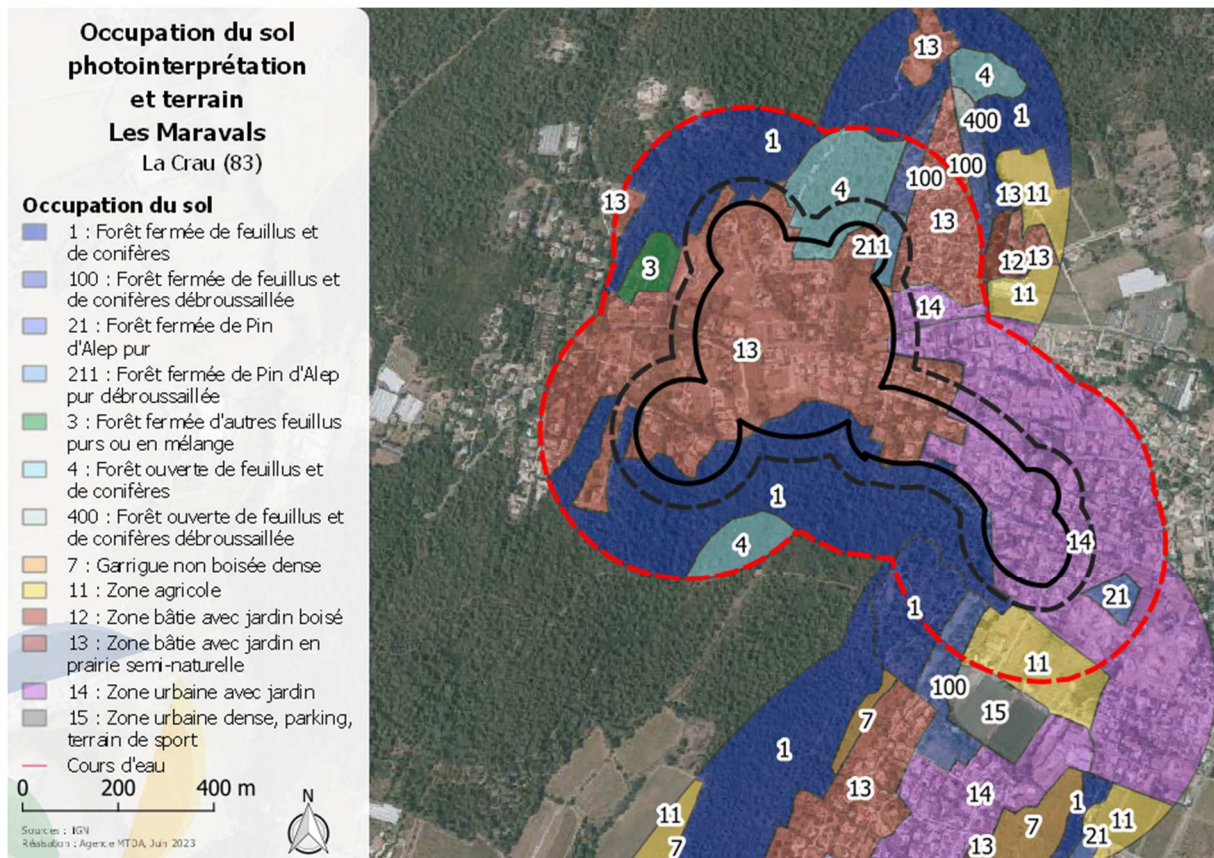 Occupation du sol
photointerprétation
et terrain
Les Maravals
La Crau (83)
Occupation du sol
1 : Forêt fermée de feuillus et
de conifères
100 : Forêt fermée de feuillus et
de conifères débroussaillée
21 : Forêt fermée de Pin
d'Alep pur
211 : Forêt fermée de Pin d'Alep
pur débroussaillée
3 : Forêt fermée d'autres feuillus
purs ou en mélange
4 : Forêt ouverte de feuillus et
de conifères
400 : Forêt ouverte de feuillus et
de conifères débroussaillée
7 : Garrigue non boisée dense
11 : Zone agricole
12 : Zone bâtie avec jardin boisé
13 : Zone bâtie avec jardin en
prairie semi-naturelle
14 : Zone urbaine avec jardin
15 : Zone urbaine dense, parking,
terrain de sport
Cours d'eau
0 200 400 m
N
Sources : IGN
Réalisation : Agence MTDA, Juin 2023
13
4
400
1
1
100
100
4
13
13
13
11
211
12
13
3
11
14
13
1
4
14
21
1
11
100
15
7
1
13
14
1
11
7
21
11
13
7